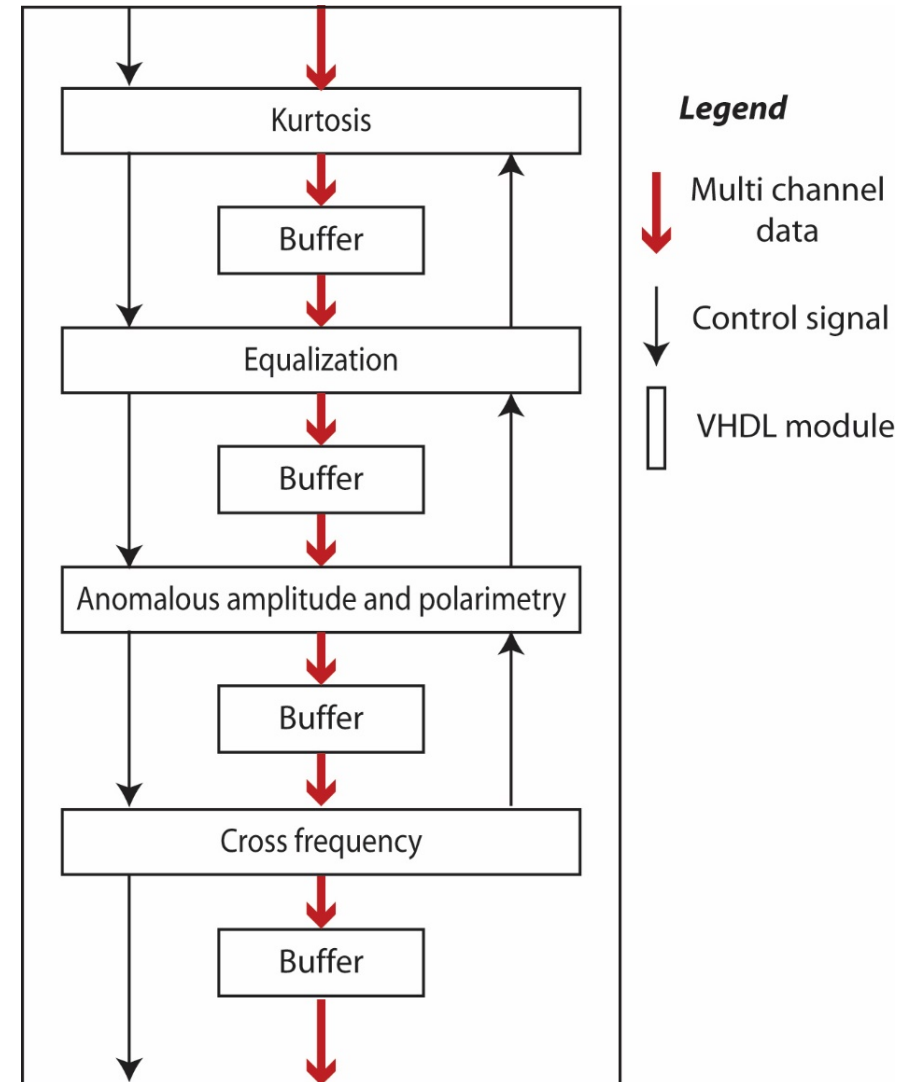 Kurtosis
Buffer
Equalization
Buffer
Anomalous amplitude and polarimetry
Buffer
Cross frequency
Buffer
Legend
Multi channel
data
Control signal
VHDL module